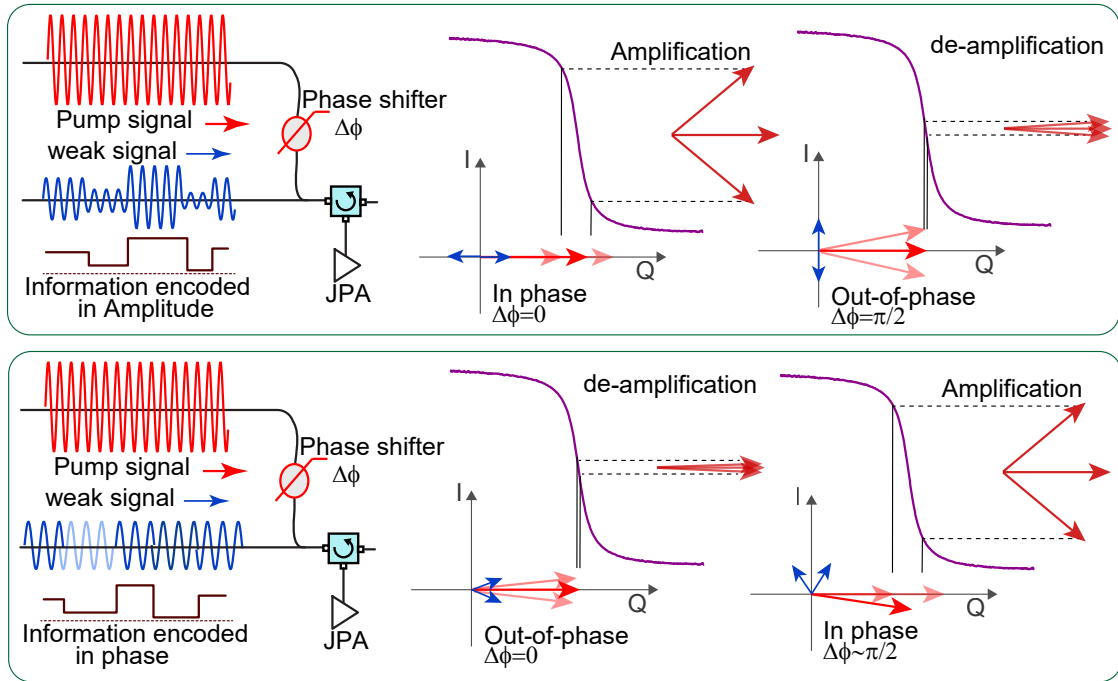 Pump signal
weak signal
Phase shifter
Δϕ
Information encoded
in Amplitude
JPA
I
Q
In phase
Δϕ=0
Amplification
I
Q
Out-of-phase
Δϕ=π/2
de-amplification
Pump signal
weak signal
Phase shifter
Δϕ
Information encoded
in phase
JPA
I
Q
Out-of-phase
Δϕ=0
de-amplification
I
Q
In phase
Δϕ~π/2
Amplification